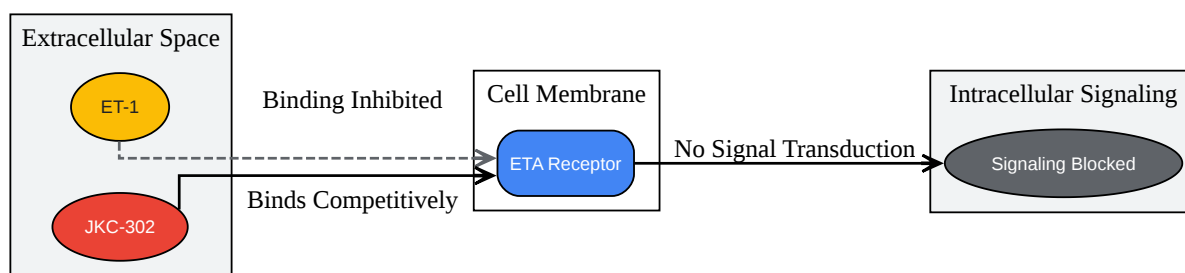 Extracellular Space
ET-1
JKC-302
Binding Inhibited
Binds Competitively
Cell Membrane
ETA Receptor
No Signal Transduction
Intracellular Signaling
Signaling Blocked